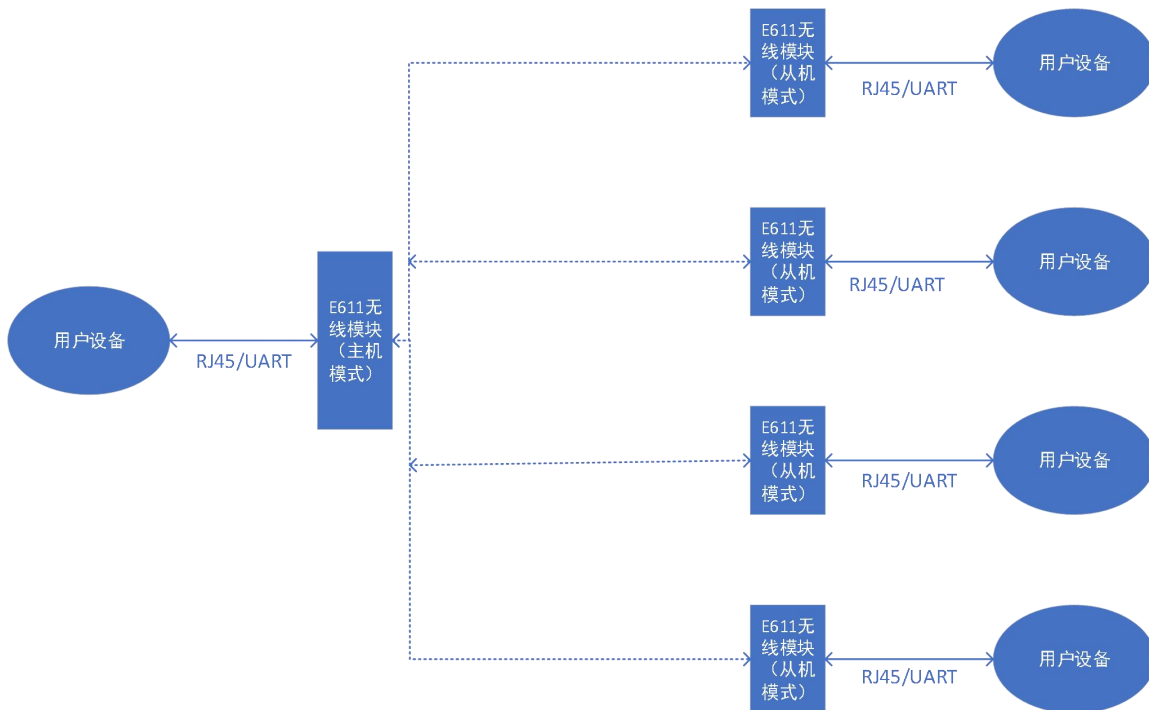 E611无
线模块
（从机
模式）
RJ45/UART
用户设备
E611无
线模块
（从机
模式）
RJ45/UART
用户设备
用户设备
RJ45/UART
E611无
线模块
（主机
模式）
E611无
线模块
（从机
模式）
RJ45/UART
用户设备
E611无
线模块
（从机
模式）
RJ45/UART
用户设备